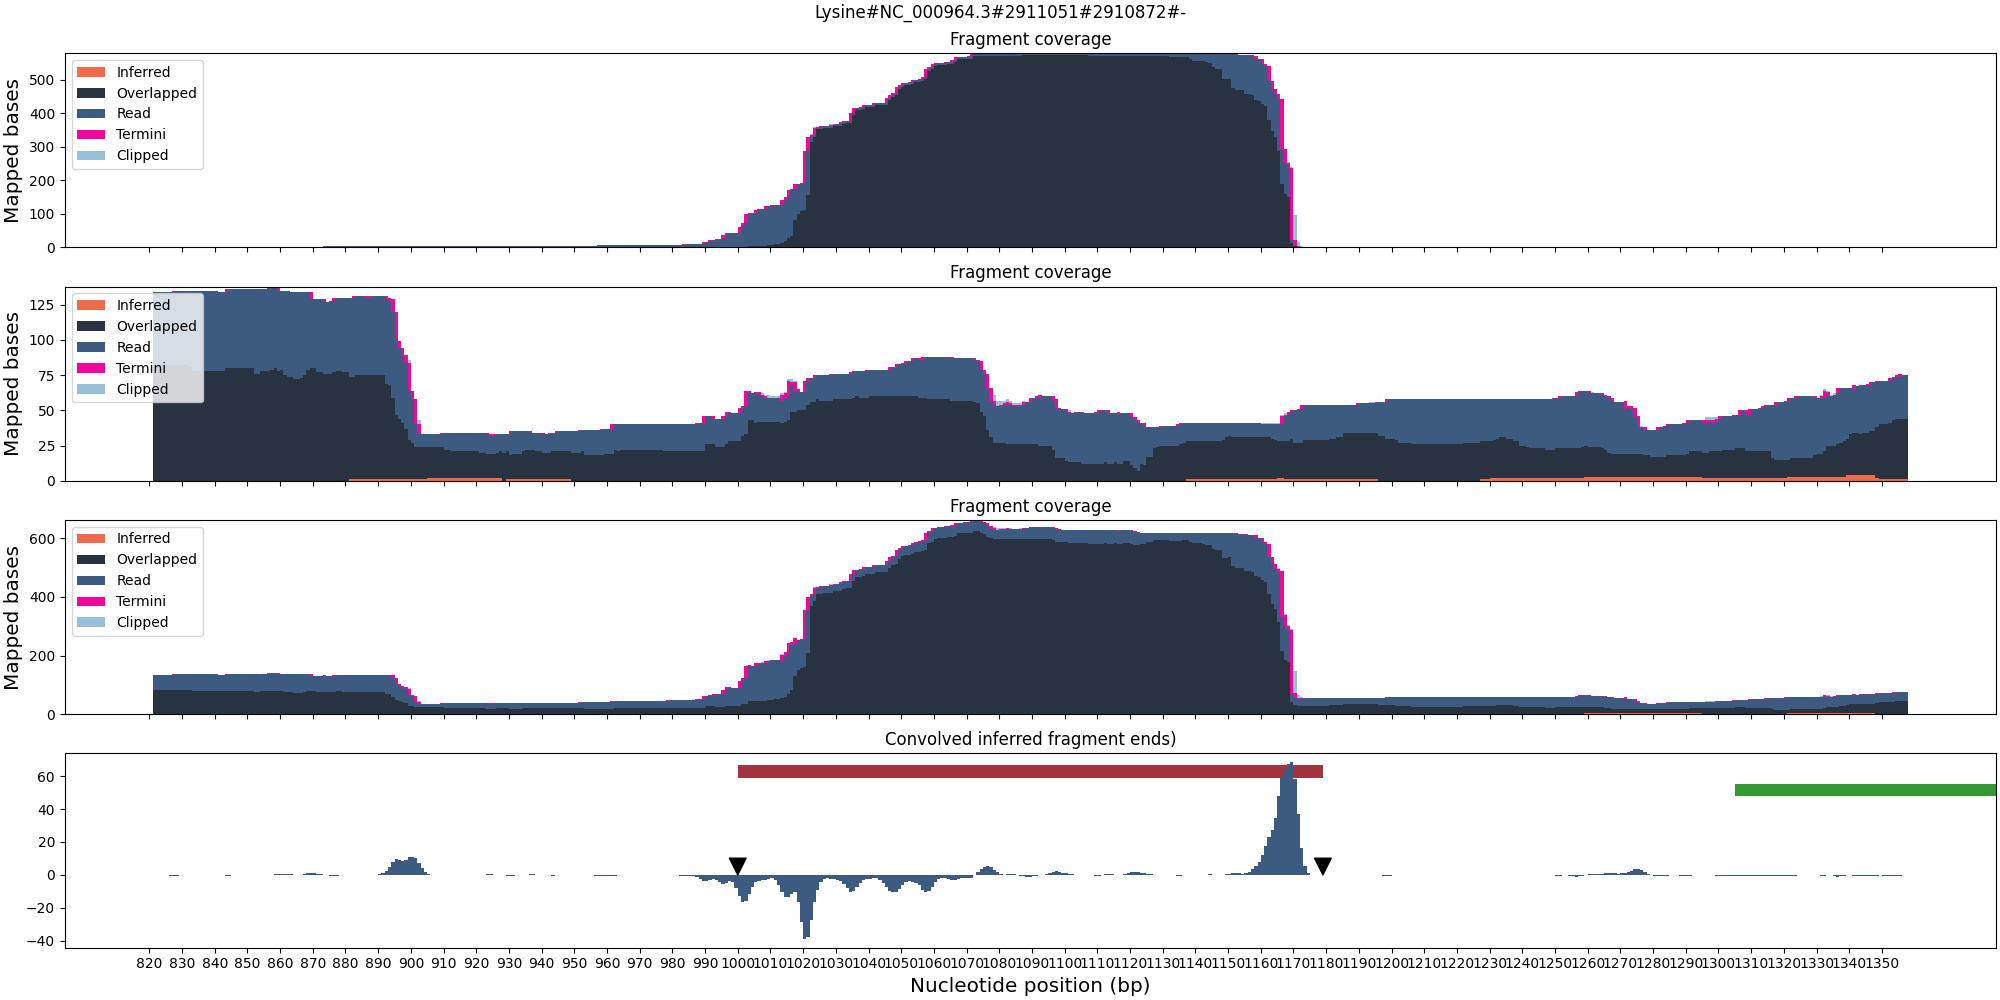 Lysine#NC_000964.3#2911051#2910872#-
Fragment coverage
Mapped bases
500
400
300
200
100
0
Inferred
Overlapped
Read
Termini
Clipped
Fragment coverage
Mapped bases
125
100
75
50
25
0
Inferred
Overlapped
Read
Termini
Clipped
Fragment coverage
Mapped bases
600
400
200
0
Inferred
Overlapped
Read
Termini
Clipped
Convolved inferred fragment ends)
60
40
20
0
−20
−40
820 830 840 850 860 870 880 890 900 910 920 930 940 950 960 970 980 990 1000 1010 1020 1030 1040 1050 1060 1070 1080 1090 1100 1110 1120 1130 1140 1150 1160 1170 1180 1190 1200 1210 1220 1230 1240 1250 1260 1270 1280 1290 1300 1310 1320 1330 1340 1350
Nucleotide position (bp)